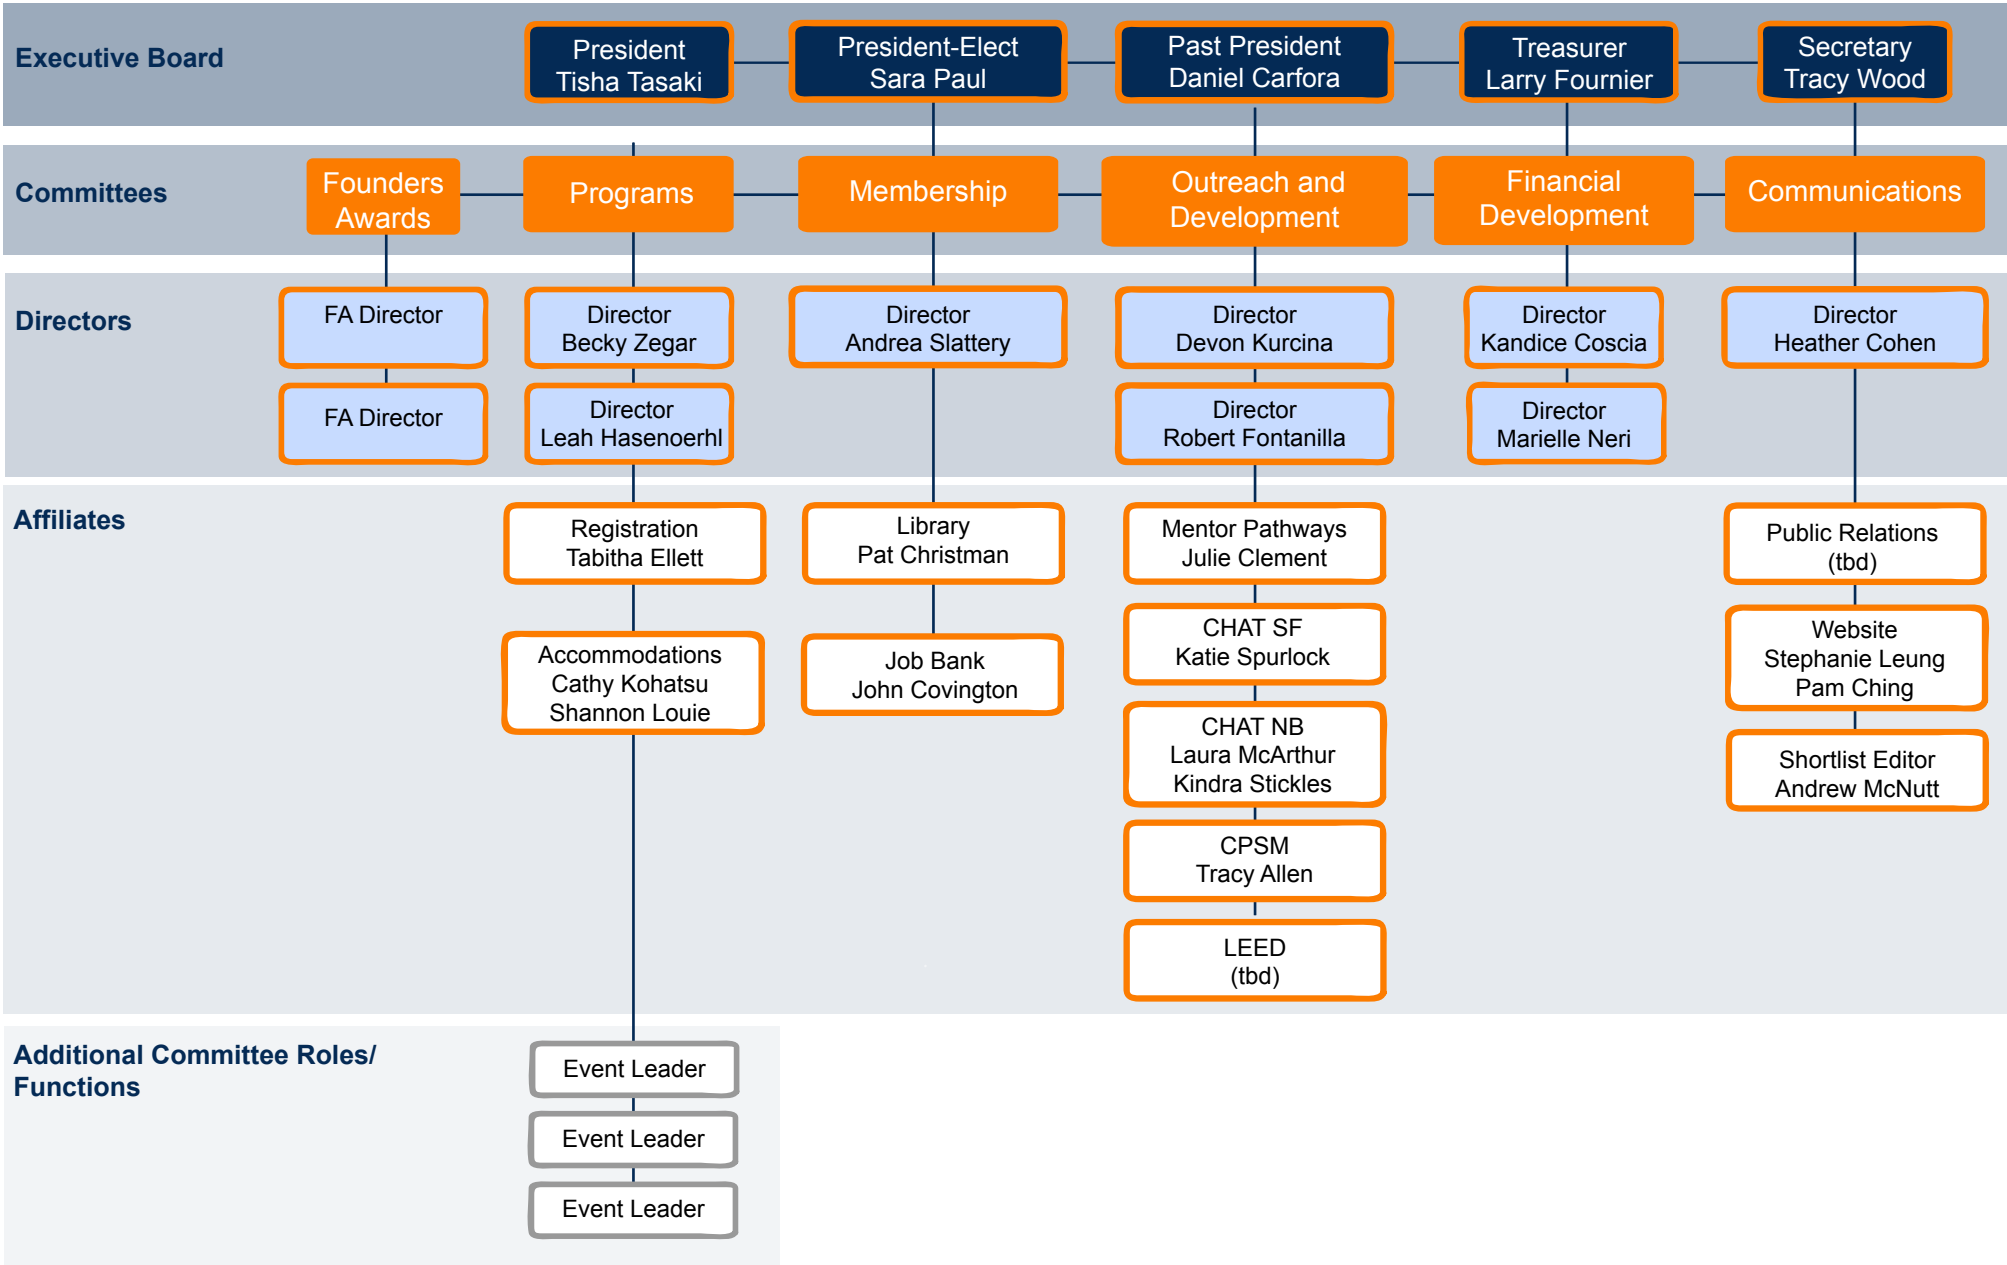 Executive Board
President
Tisha Tasaki
President-Elect
Sara Paul
Past President
Daniel Carfora
Treasurer
Larry Fournier
Secretary
Tracy Wood
Committees
Founders
Awards
Programs
Membership
Outreach and
Development
Financial
Development
Communications
Directors
FA Director
Director
Becky Zegar
Director
Andrea Slattery
Director
Devon Kurcina
Director
Kandice Coscia
Director
Heather Cohen
FA Director
Director
Leah Hasenoerhl
Director
Robert Fontanilla
Director
Marielle Neri
Affiliates
Registration
Tabitha Ellett
Library
Pat Christman
Mentor Pathways
Julie Clement
Public Relations
(tbd)
Accommodations
Cathy Kohatsu
Shannon Louie
Job Bank
John Covington
CHAT SF
Katie Spurlock
Website
Stephanie Leung
Pam Ching
CHAT NB
Laura McArthur
Kindra Stickles
Shortlist Editor
Andrew McNutt
CPSM
Tracy Allen
LEED
(tbd)
Additional Committee Roles/
Functions
Event Leader
Event Leader
Event Leader